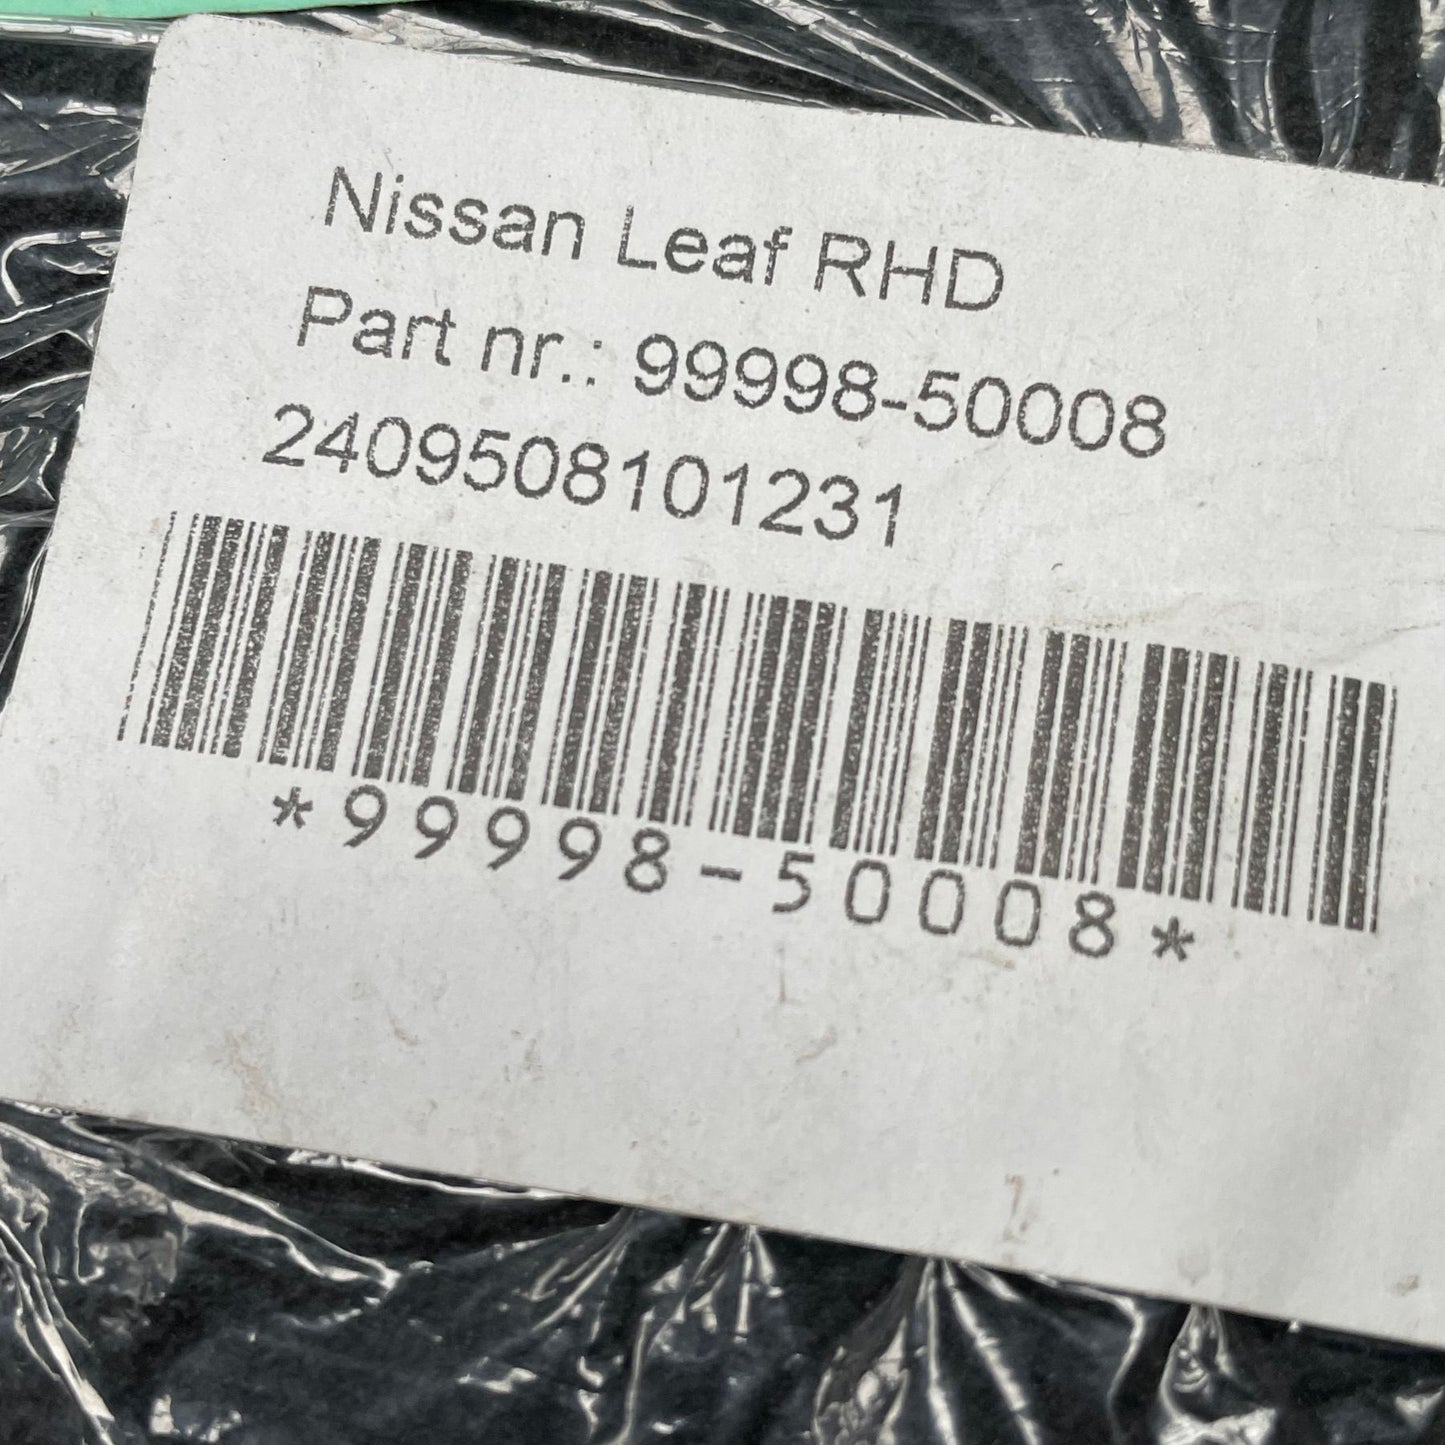 Nissan Leaf RHD
Part nr.: 99998-50008
2409508101231
*99998-50008*